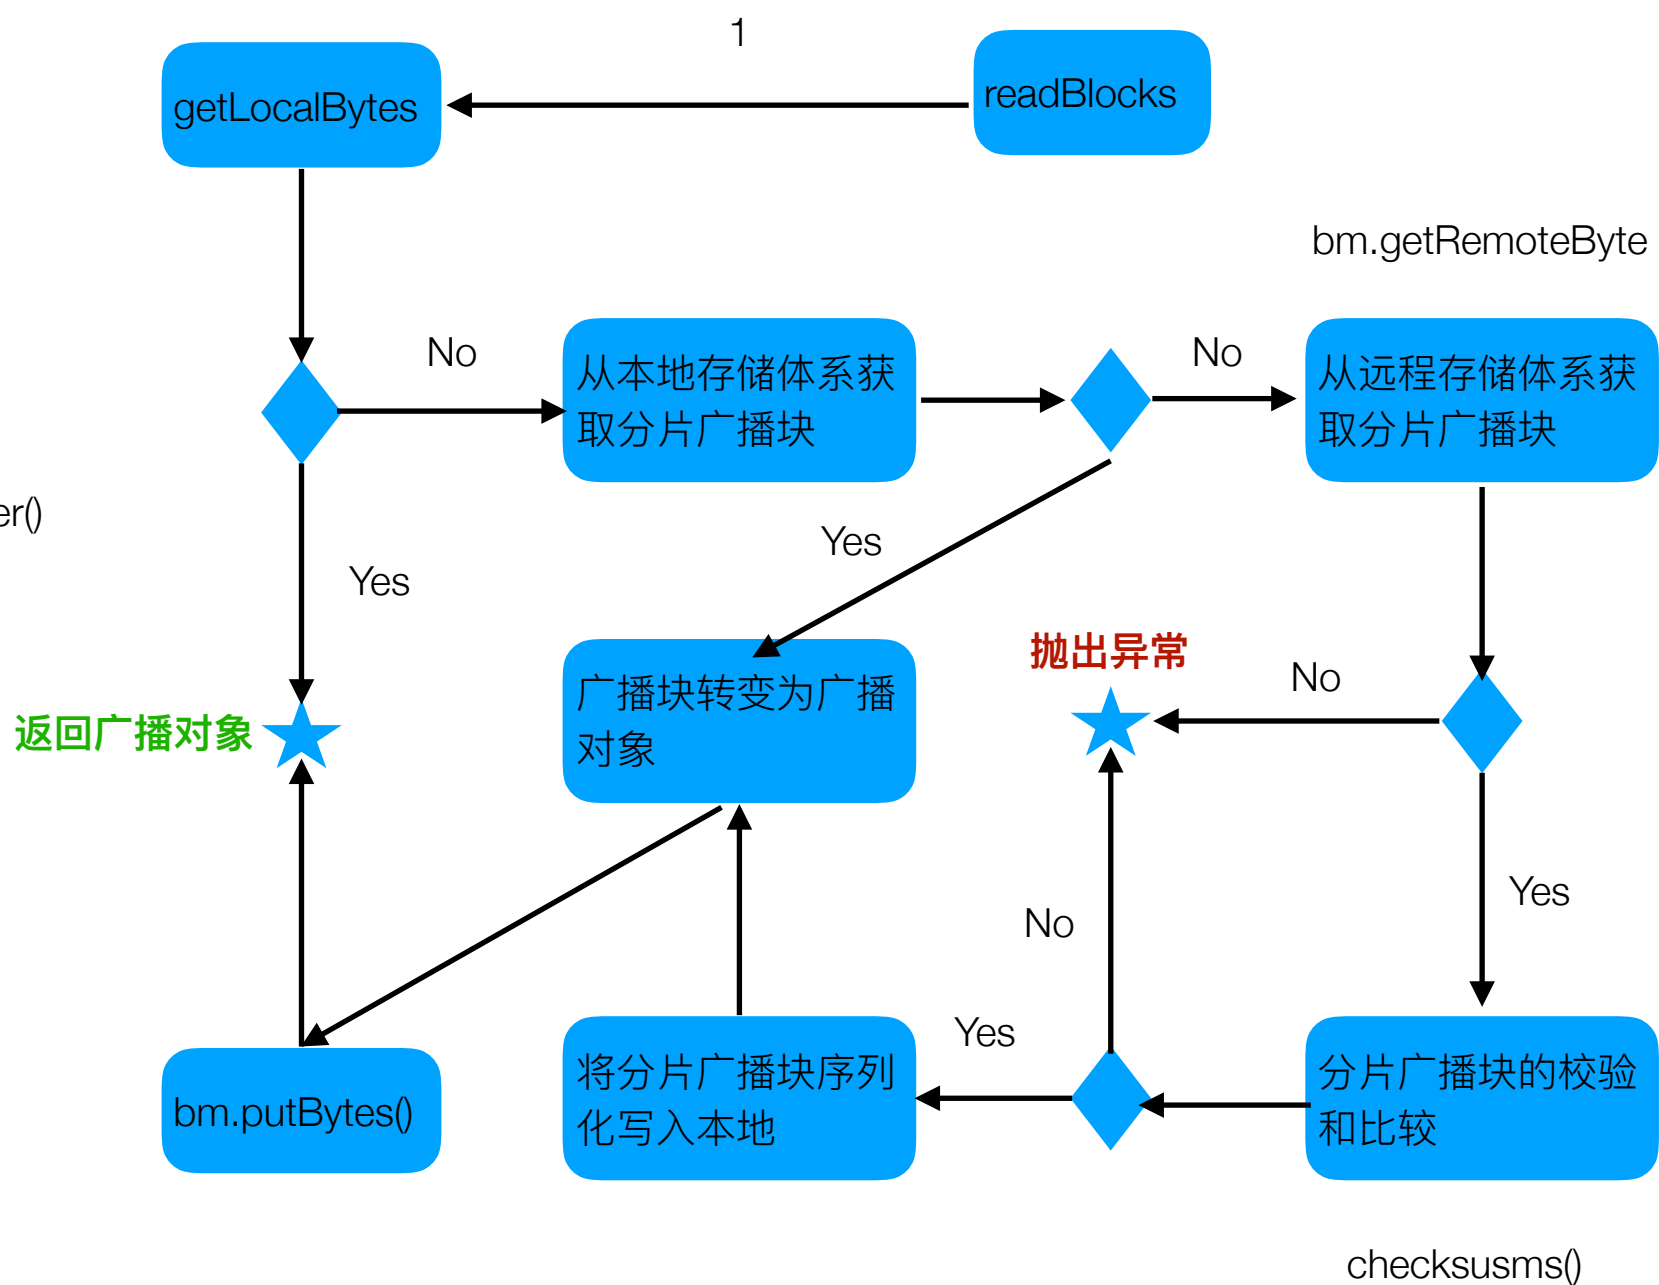 1
getLocalBytes
readBlocks
bm.getRemoteByte
No
No
从本地存储体系获
取分片广播块
从远程存储体系获
取分片广播块
er()
Yes
Yes
抛出异常
No
返回广播对象
广播块转变为广播
对象
Yes
No
Yes
bm.putBytes()
将分片广播块序列
化写入本地
分片广播块的校验
和比较
checksusms()